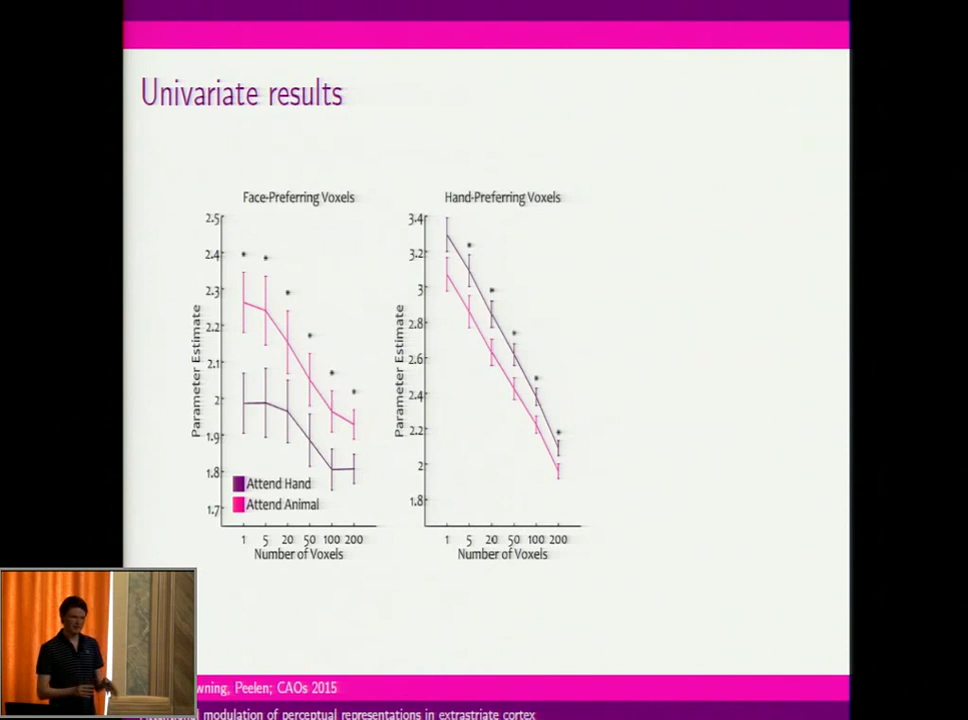 Univariate results
Face-Preferring Voxels
2.5
2.4
2.3
2.2
2.1
2
1.9
1.8
1.7
Parameter Estimate
Attend Hand
Attend Animal
1 5 20 50 100 200
Number of Voxels
Hand-Preferring Voxels
3.4
3.2
3
2.8
2.6
2.4
2.2
2
1.8
Parameter Estimate
1 5 20 50 100 200
Number of Voxels
wning, Peelen; CAOs 2015
modulation of perceptual representations in extrastriate cortex